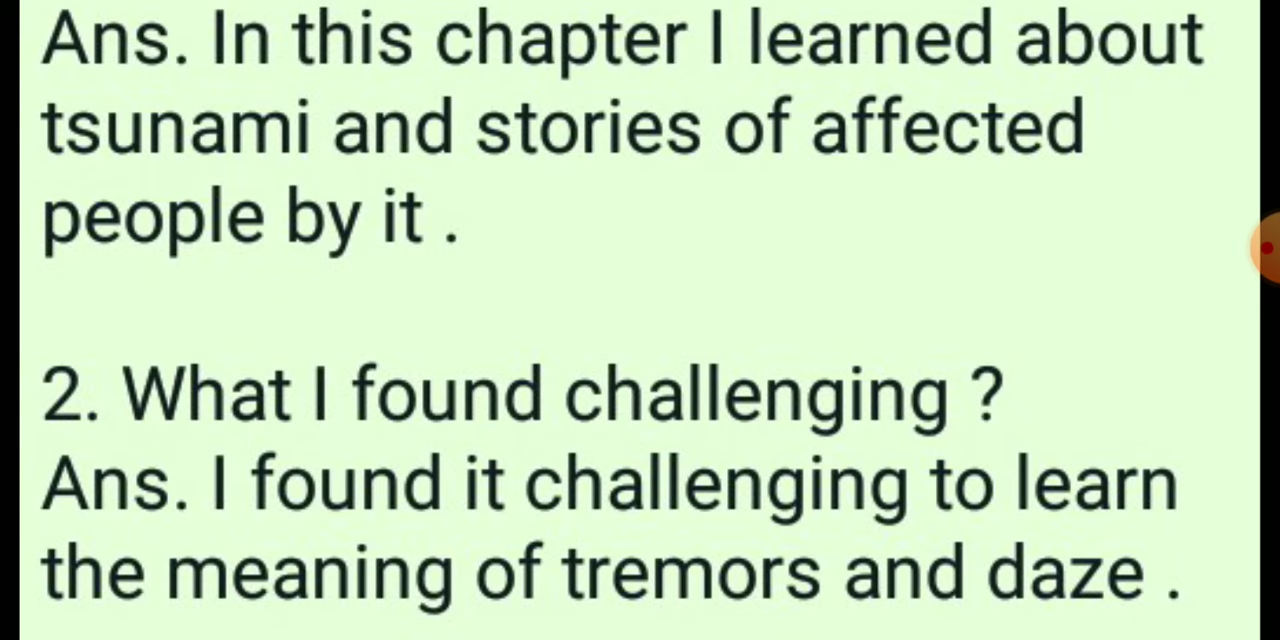 Ans. In this chapter I learned about
tsunami and stories of affected
people by it .
2. What I found challenging ?
Ans. I found it challenging to learn
the meaning of tremors and daze .